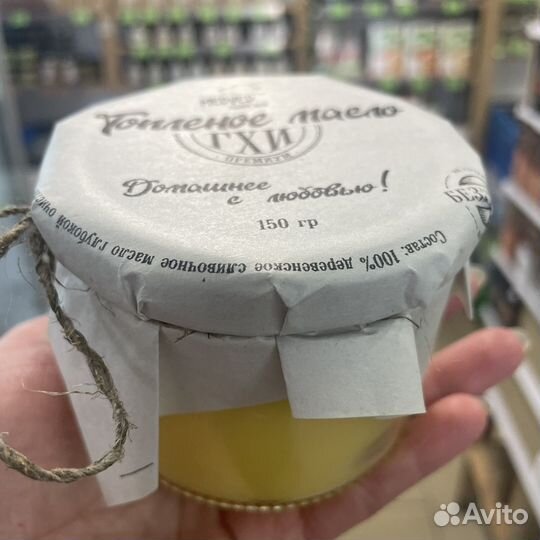 Топленое масло
ГХИ
ПРЕМИУМ
Домашнее
с любовью!
150 гр
Состав: 100% деревенское сливочное масло глубокой
Avito